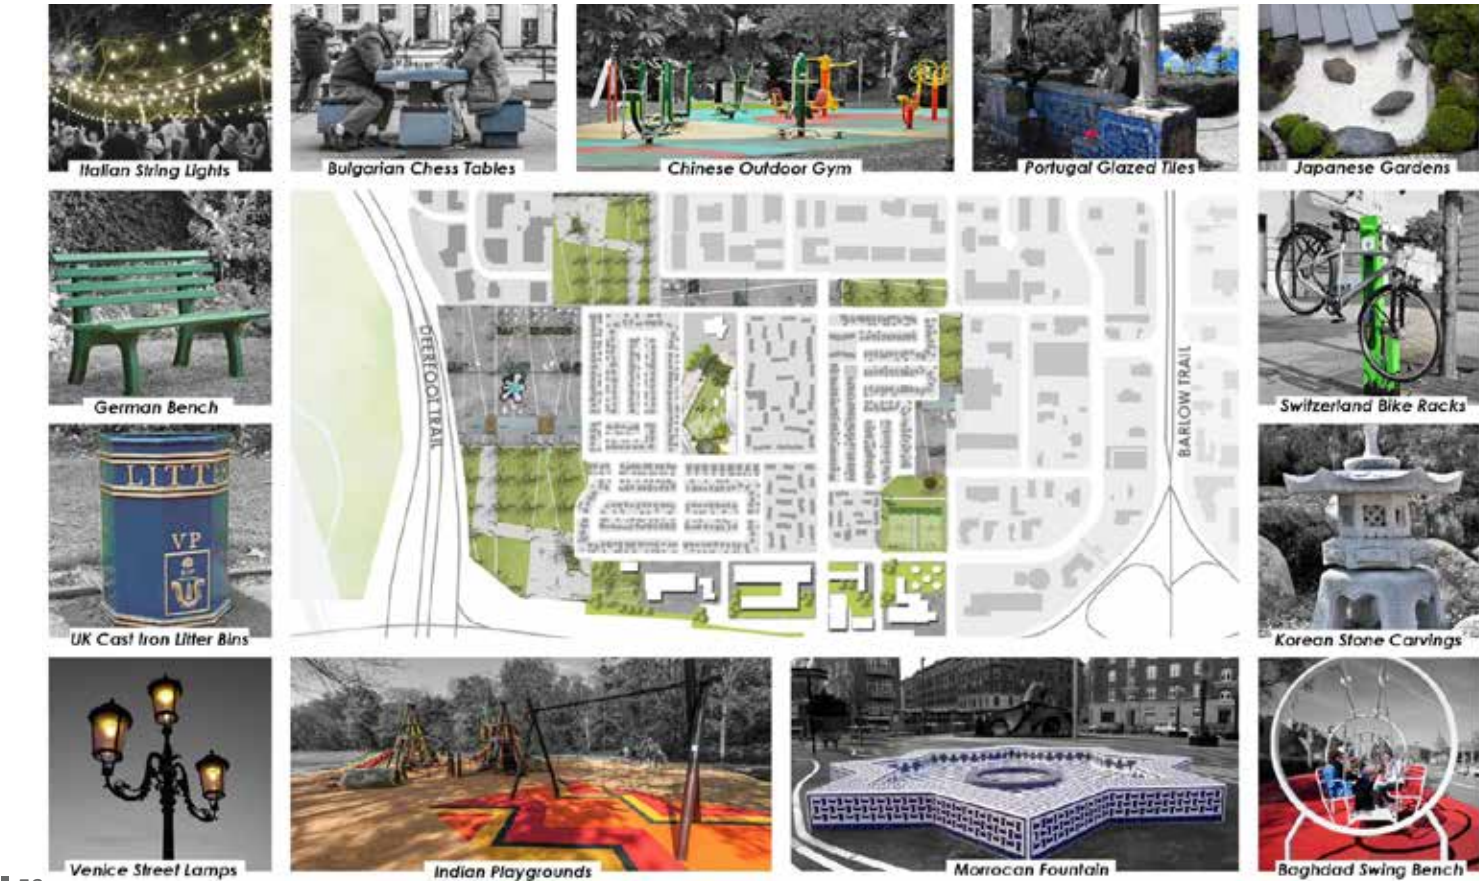 Italian String Lights
Bulgarian Chess Tables
Chinese Outdoor Gym
Portugal Glazed Tiles
Japanese Gardens
German Bench
DEERFOOT TRAIL
BARLOW TRAIL
Switzerland Bike Racks
LITTE
VP
UK Cast Iron Litter Bins
Korean Stone Carvings
Venice Street Lamps
Indian Playgrounds
Morrocan Fountain
Baghdad Swing Bench